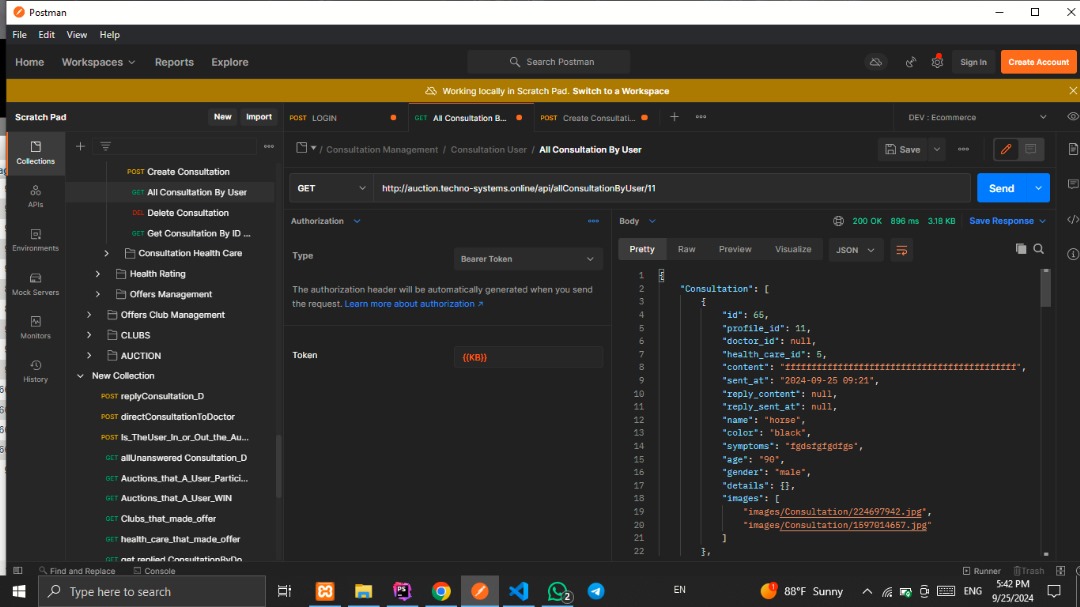 Postman
File Edit View Help
Home Workspaces Reports Explore Search Postman Sign In Create Account
Working locally in Scratch Pad. Switch to a Workspace
Scratch Pad New Import
POST LOGIN GET All Consultation B... POST Create Consultati... DEV : Ecommerce
Collections
APIs
Environments
Mock Servers
Monitors
History
POST Create Consultation
GET All Consultation By User
DEL Delete Consultation
GET Get Consultation By ID ...
Consultation Health Care
Health Rating
Offers Management
Offers Club Management
CLUBS
AUCTION
New Collection
POST replyConsultation_D
POST directConsultationToDoctor
POST Is_TheUser_In_or_Out_the_Au...
GET allUnanswered Consultation_D
GET Auctions_that_A_User_Partici...
GET Auctions_that_A_User_WIN
GET Clubs_that_made_offer
GET health_care_that_made_offer
GET get replied ConsultationByDo
Consultation Management / Consultation User / All Consultation By User Save
GET http://auction.techno-systems.online/api/allConsultationByUser/11 Send
Authorization
Type Bearer Token
The authorization header will be automatically generated when you send
the request. Learn more about authorization ↗
Token {{KB}}
Body 200 OK 896 ms 3.18 KB Save Response
Pretty Raw Preview Visualize JSON
1 {
2 "Consultation": [
3 {
4 "id": 65,
5 "profile_id": 11,
6 "doctor_id": null,
7 "health_care_id": 5,
8 "content": "ffffffffffffffffffffffffffffffffffffffffffff",
9 "sent_at": "2024-09-25 09:21",
10 "reply_content": null,
11 "reply_sent_at": null,
12 "name": "horse",
13 "color": "black",
14 "symptoms": "fgdsfgfgdfgs",
15 "age": "90",
16 "gender": "male",
17 "details": {},
18 "images": [
19 "images/Consultation/224697942.jpg",
20 "images/Consultation/1597014657.jpg"
21 ]
22 },
Find and Replace Console Runner Trash
Type here to search 2 EN 88°F Sunny ENG 5:42 PM
9/25/2024